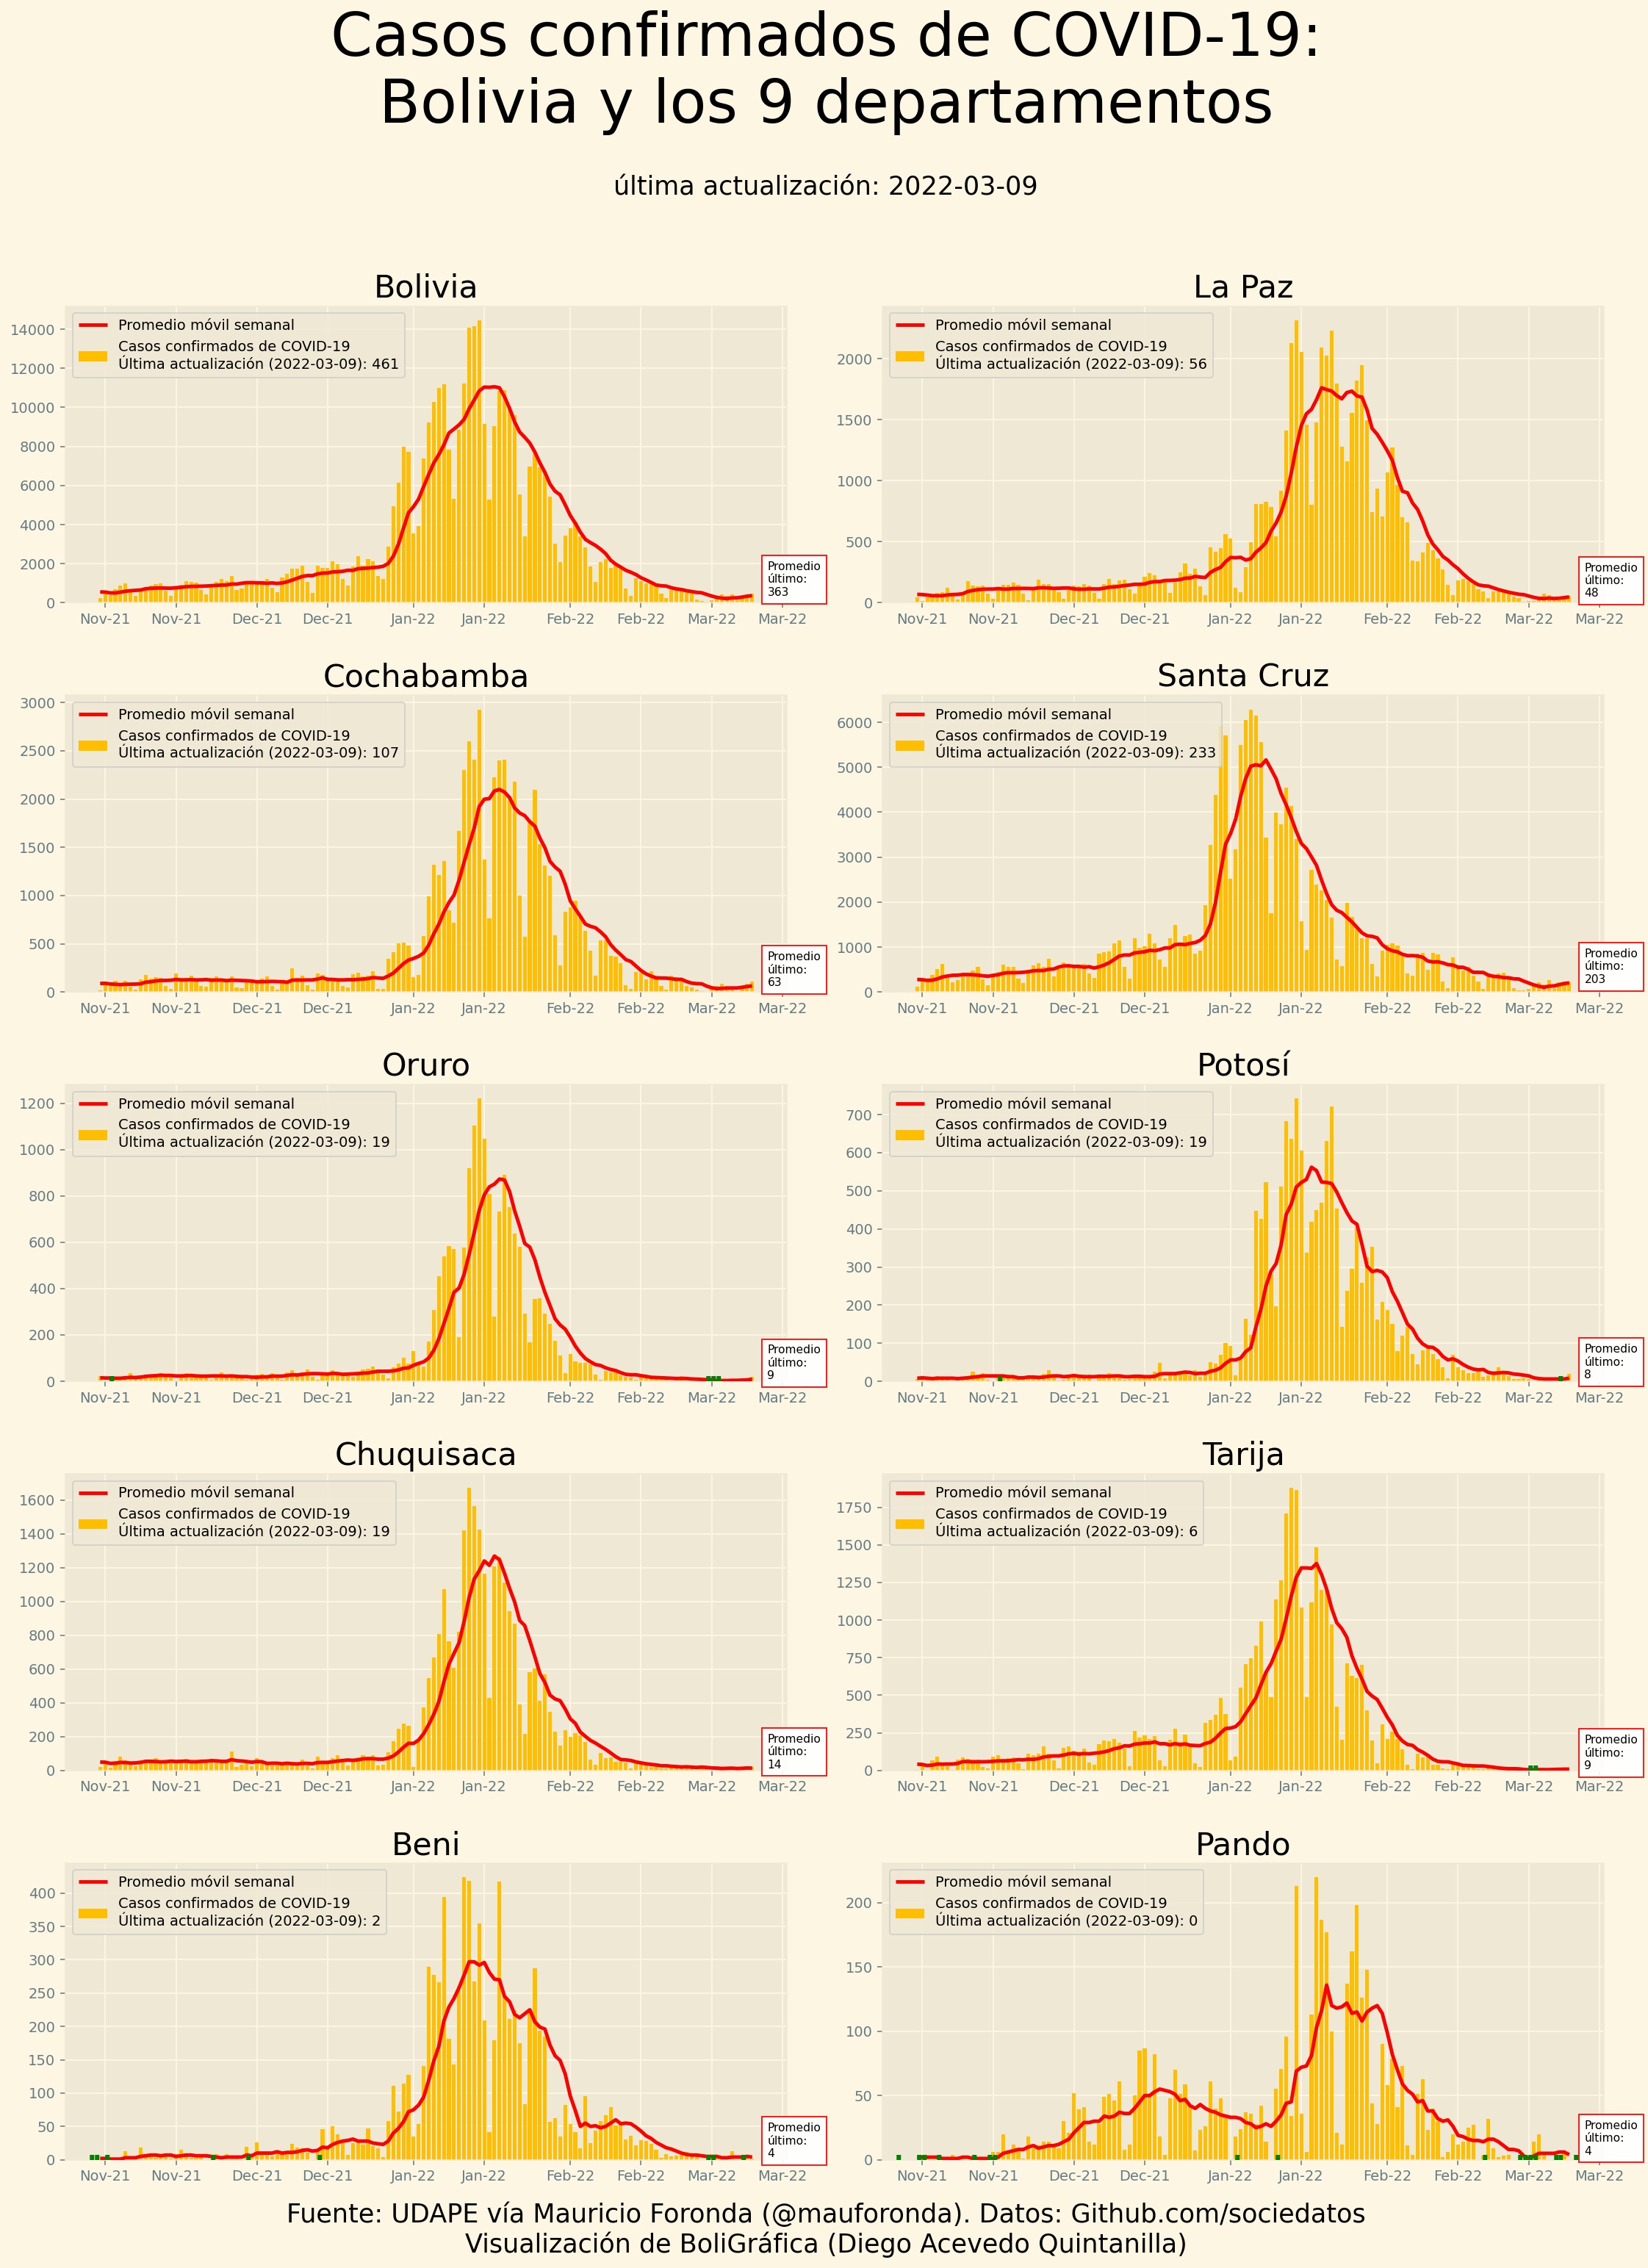 Casos confirmados de COVID-19:
Bolivia y los 9 departamentos
última actualización: 2022-03-09
Bolivia
Promedio móvil semanal
Casos confirmados de COVID-19
Última actualización (2022-03-09): 461
14000
12000
10000
8000
6000
4000
2000
0
Promedio
último:
363
Nov-21 Nov-21 Dec-21 Dec-21 Jan-22 Jan-22 Feb-22 Feb-22 Mar-22 Mar-22
La Paz
Promedio móvil semanal
Casos confirmados de COVID-19
Última actualización (2022-03-09): 56
2000
1500
1000
500
0
Promedio
último:
48
Nov-21 Nov-21 Dec-21 Dec-21 Jan-22 Jan-22 Feb-22 Feb-22 Mar-22 Mar-22
Cochabamba
Promedio móvil semanal
Casos confirmados de COVID-19
Última actualización (2022-03-09): 107
3000
2500
2000
1500
1000
500
0
Promedio
último:
63
Nov-21 Nov-21 Dec-21 Dec-21 Jan-22 Jan-22 Feb-22 Feb-22 Mar-22 Mar-22
Santa Cruz
Promedio móvil semanal
Casos confirmados de COVID-19
Última actualización (2022-03-09): 233
6000
5000
4000
3000
2000
1000
0
Promedio
último:
203
Nov-21 Nov-21 Dec-21 Dec-21 Jan-22 Jan-22 Feb-22 Feb-22 Mar-22 Mar-22
Oruro
Promedio móvil semanal
Casos confirmados de COVID-19
Última actualización (2022-03-09): 19
1200
1000
800
600
400
200
0
Promedio
último:
9
Nov-21 Nov-21 Dec-21 Dec-21 Jan-22 Jan-22 Feb-22 Feb-22 Mar-22 Mar-22
Potosí
Promedio móvil semanal
Casos confirmados de COVID-19
Última actualización (2022-03-09): 19
700
600
500
400
300
200
100
0
Promedio
último:
8
Nov-21 Nov-21 Dec-21 Dec-21 Jan-22 Jan-22 Feb-22 Feb-22 Mar-22 Mar-22
Chuquisaca
Promedio móvil semanal
Casos confirmados de COVID-19
Última actualización (2022-03-09): 19
1600
1400
1200
1000
800
600
400
200
0
Promedio
último:
14
Nov-21 Nov-21 Dec-21 Dec-21 Jan-22 Jan-22 Feb-22 Feb-22 Mar-22 Mar-22
Tarija
Promedio móvil semanal
Casos confirmados de COVID-19
Última actualización (2022-03-09): 6
1750
1500
1250
1000
750
500
250
0
Promedio
último:
9
Nov-21 Nov-21 Dec-21 Dec-21 Jan-22 Jan-22 Feb-22 Feb-22 Mar-22 Mar-22
Beni
Promedio móvil semanal
Casos confirmados de COVID-19
Última actualización (2022-03-09): 2
400
350
300
250
200
150
100
50
0
Promedio
último:
4
Nov-21 Nov-21 Dec-21 Dec-21 Jan-22 Jan-22 Feb-22 Feb-22 Mar-22 Mar-22
Pando
Promedio móvil semanal
Casos confirmados de COVID-19
Última actualización (2022-03-09): 0
200
150
100
50
0
Promedio
último:
4
Nov-21 Nov-21 Dec-21 Dec-21 Jan-22 Jan-22 Feb-22 Feb-22 Mar-22 Mar-22
Fuente: UDAPE vía Mauricio Foronda (@mauforonda). Datos: Github.com/sociedatos
Visualización de BoliGráfica (Diego Acevedo Quintanilla)